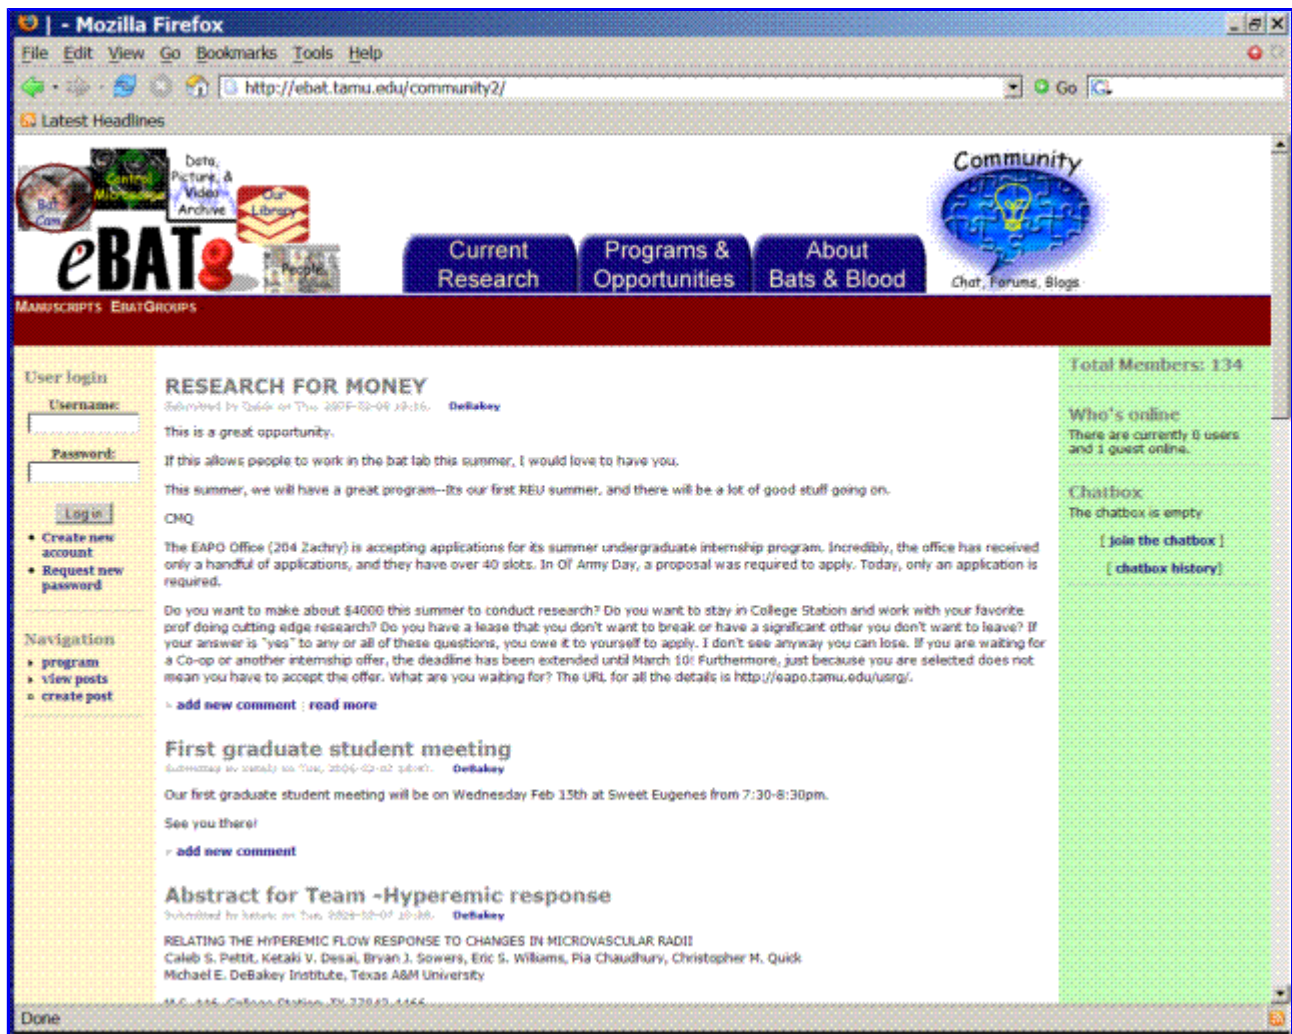 | - Mozilla Firefox
File Edit View Go Bookmarks Tools Help
http://ebat.tamu.edu/community2/
Go
Latest Headlines
Bat Cam
Control Microscope
Data, Picture, & Video Archive
Our Library
People
eBAT
Current Research
Programs & Opportunities
About Bats & Blood
Community
Chat, Forums, Blogs
MANUSCRIPTS EBATGROUPS
User login
Username:
Password:
Log in
Create new account
Request new password
Navigation
program
view posts
create post
RESEARCH FOR MONEY
Submitted by Quick on Thu, DeBakey
This is a great opportunity.
If this allows people to work in the bat lab this summer, I would love to have you.
This summer, we will have a great program--Its our first REU summer, and there will be a lot of good stuff going on.
CMQ
The EAPO Office (204 Zachry) is accepting applications for its summer undergraduate internship program. Incredibly, the office has received
only a handful of applications, and they have over 40 slots. In Ol' Army Day, a proposal was required to apply. Today, only an application is
required.
Do you want to make about $4000 this summer to conduct research? Do you want to stay in College Station and work with your favorite
prof doing cutting edge research? Do you have a lease that you don't want to break or have a significant other you don't want to leave? If
your answer is "yes" to any or all of these questions, you owe it to yourself to apply. I don't see anyway you can lose. If you are waiting for
a Co-op or another internship offer, the deadline has been extended until March 10! Furthermore, just because you are selected does not
mean you have to accept the offer. What are you waiting for? The URL for all the details is http://eapo.tamu.edu/usrg/.
add new comment | read more
First graduate student meeting
Submitted by on Tue, DeBakey
Our first graduate student meeting will be on Wednesday Feb 15th at Sweet Eugenes from 7:30-8:30pm.
See you there!
add new comment
Abstract for Team -Hyperemic response
Submitted by on Tue, DeBakey
RELATING THE HYPEREMIC FLOW RESPONSE TO CHANGES IN MICROVASCULAR RADII
Caleb S. Pettit, Ketaki V. Desai, Bryan J. Sowers, Eric S. Williams, Pia Chaudhury, Christopher M. Quick
Michael E. DeBakey Institute, Texas A&M University
Total Members: 134
Who's online
There are currently 0 users
and 1 guest online.
Chatbox
The chatbox is empty
[ join the chatbox ]
[ chatbox history]
Done